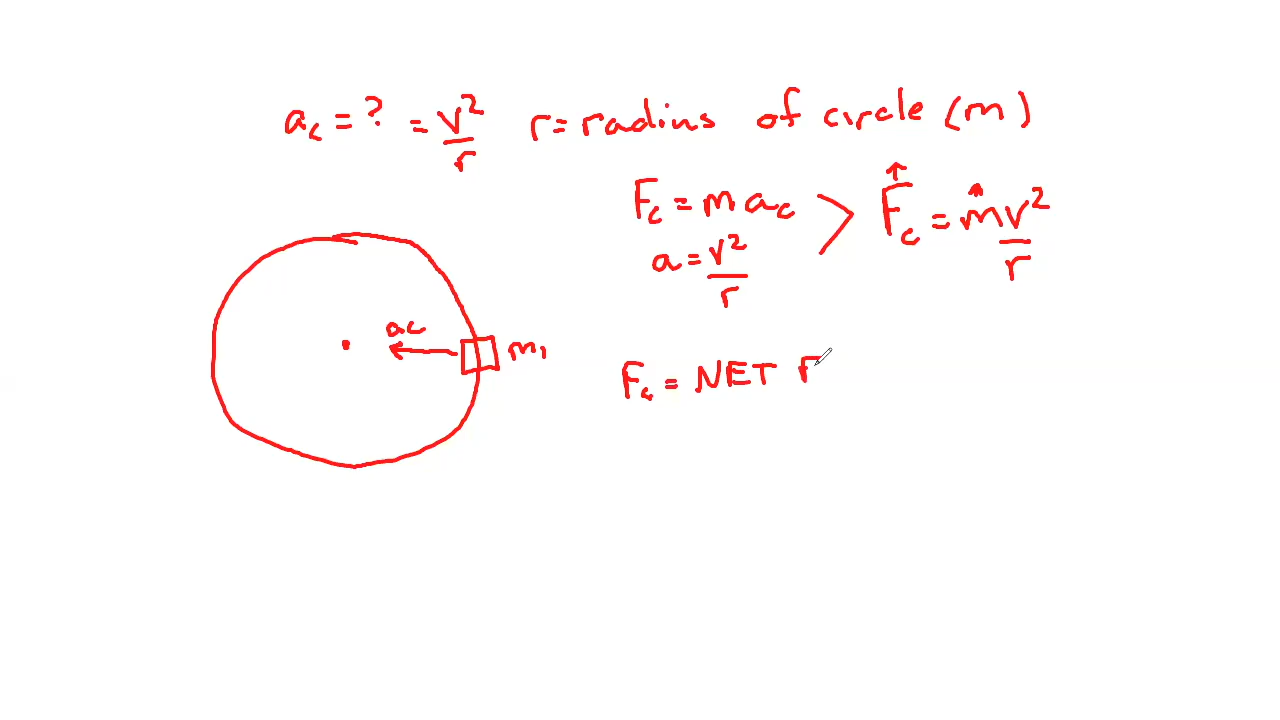 ac = ? = v²/r r = radius of circle (m)
Fc = m ac
a = v²/r
Fc = mv²/r
ac
m₁
Fc = NET F